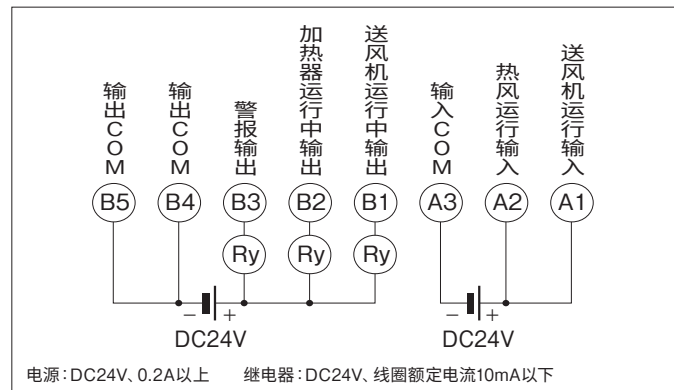 输出COM
输出COM
警报输出
加热器运行中输出
送风机运行中输出
输入COM
热风运行输入
送风机运行输入
B5
B4
B3
B2
B1
A3
A2
A1
Ry
Ry
Ry
－ ＋
－ ＋
DC24V
DC24V
电源：DC24V、0.2A以上 继电器：DC24V、线圈额定电流10mA以下